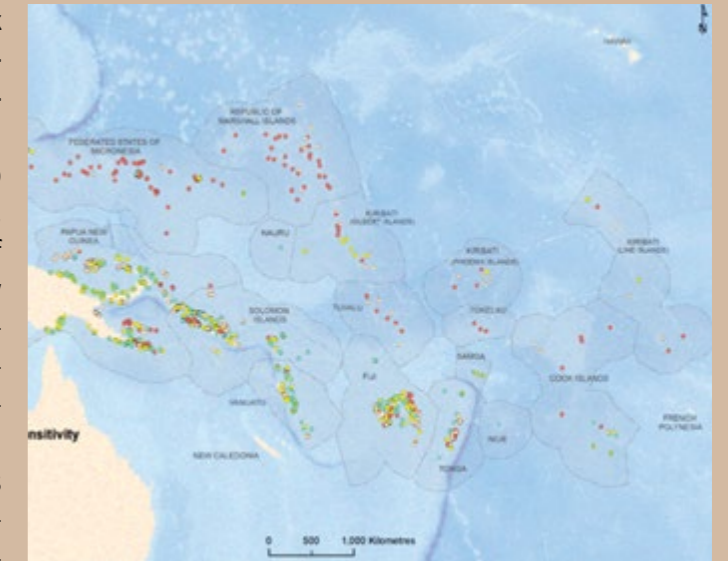 HAWAII
REPUBLIC OF
MARSHALL ISLANDS
FEDERATED STATES OF
MICRONESIA
PAPUA NEW
GUINEA
NAURU
KIRIBATI
(GILBERT ISLANDS)
KIRIBATI
(PHOENIX ISLANDS)
KIRIBATI
(LINE ISLANDS)
SOLOMON
ISLANDS
TUVALU
TOKELAU
SAMOA
FIJI
COOK ISLANDS
VANUATU
NIUE
FRENCH
POLYNESIA
NEW CALEDONIA
TONGA
nsitivity
0 500 1,000 Kilometres